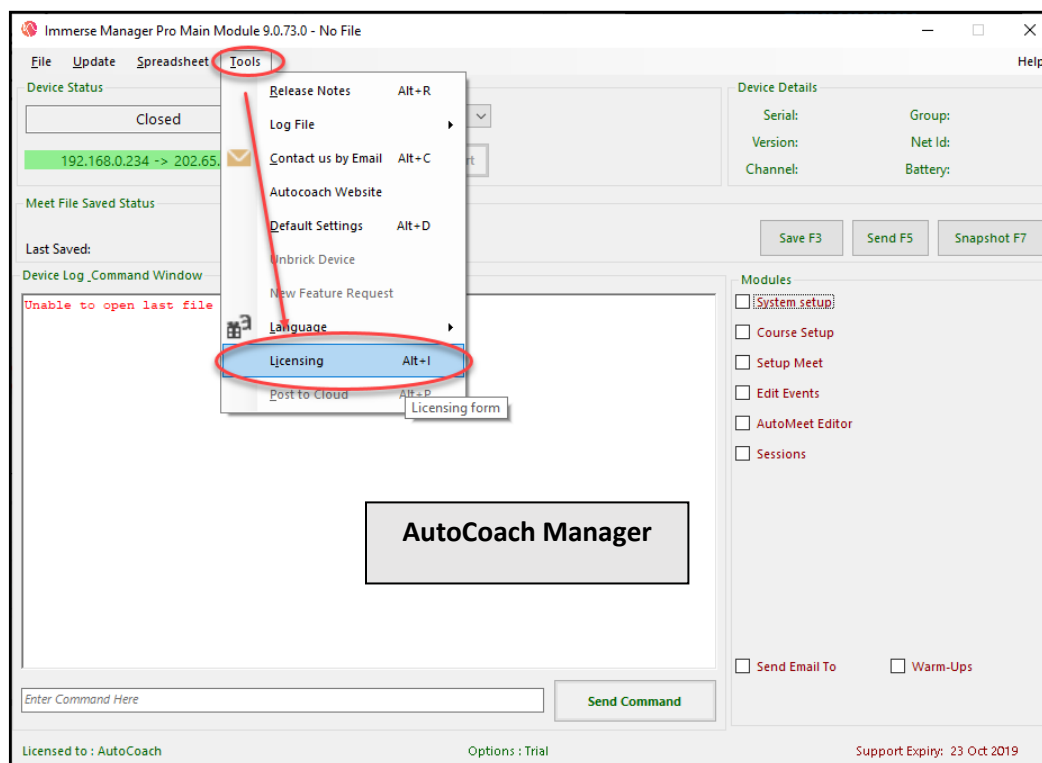 Immerse Manager Pro Main Module 9.0.73.0 - No File
File Update Spreadsheet Tools Help
Device Status
Closed
192.168.0.234 -> 202.65.
Release Notes Alt+R
Log File
Contact us by Email Alt+C
Autocoach Website
Default Settings Alt+D
Unbrick Device
New Feature Request
Language
Licensing Alt+I
Post to Cloud Alt+P
Licensing form
Device Details
Serial: Group:
Version: Net Id:
Channel: Battery:
Meet File Saved Status
Last Saved:
Save F3 Send F5 Snapshot F7
Device Log _Command Window
Unable to open last file
AutoCoach Manager
Modules
System setup
Course Setup
Setup Meet
Edit Events
AutoMeet Editor
Sessions
Send Email To Warm-Ups
Enter Command Here
Send Command
Licensed to : AutoCoach Options : Trial Support Expiry: 23 Oct 2019